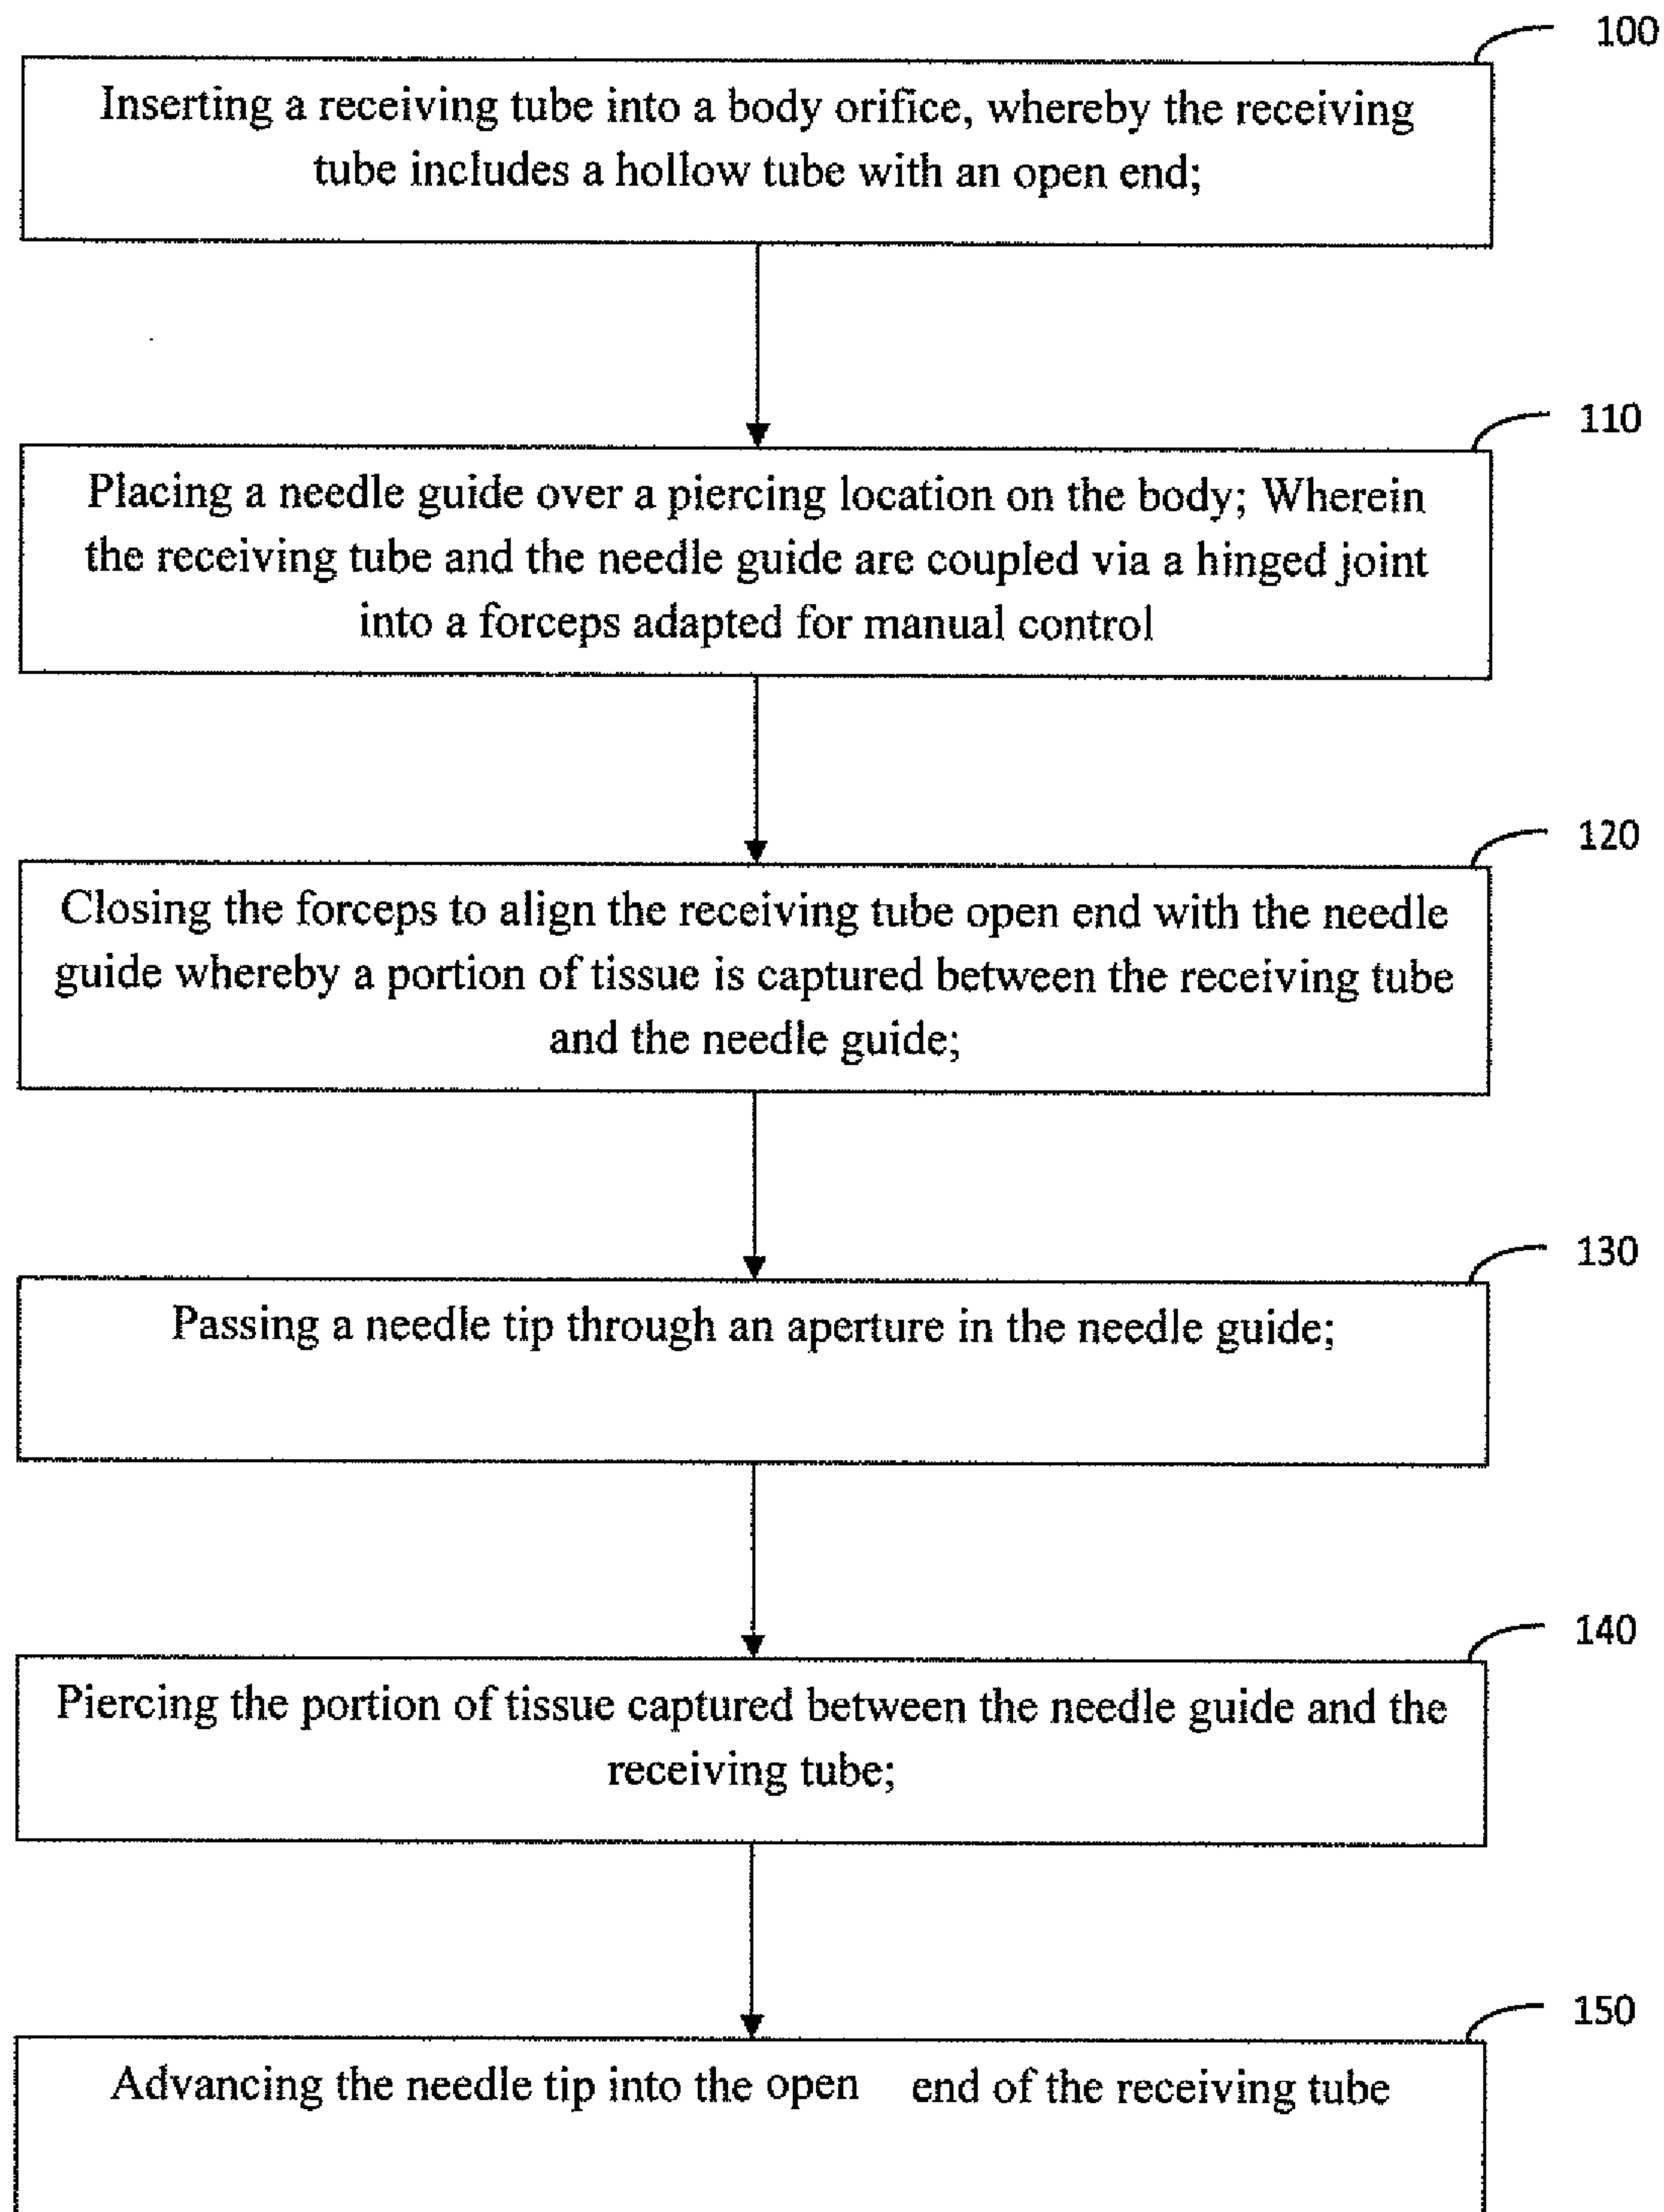 100
Inserting a receiving tube into a body orifice, whereby the receiving
tube includes a hollow tube with an open end;
110
Placing a needle guide over a piercing location on the body; Wherein
the receiving tube and the needle guide are coupled via a hinged joint
into a forceps adapted for manual control
120
Closing the forceps to align the receiving tube open end with the needle
guide whereby a portion of tissue is captured between the receiving tube
and the needle guide;
130
Passing a needle tip through an aperture in the needle guide;
140
Piercing the portion of tissue captured between the needle guide and the
receiving tube;
150
Advancing the needle tip into the open end of the receiving tube